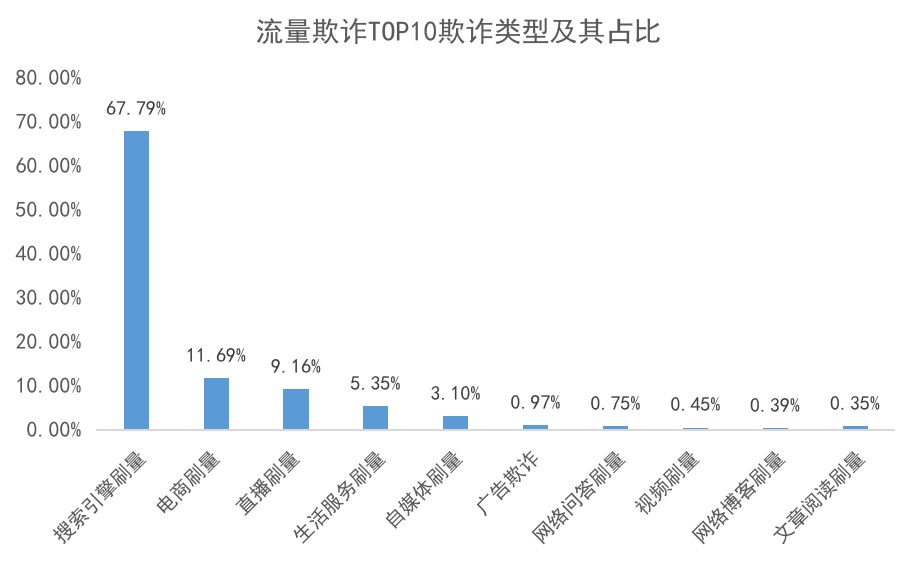 流量欺诈TOP10欺诈类型及其占比
80.00%
70.00%
60.00%
50.00%
40.00%
30.00%
20.00%
10.00%
0.00%
67.79%
11.69%
9.16%
5.35%
3.10%
0.97%
0.75%
0.45%
0.39%
0.35%
搜索引擎刷量
电商刷量
直播刷量
生活服务刷量
自媒体刷量
广告欺诈
网络问答刷量
视频刷量
网络博客刷量
文章阅读刷量